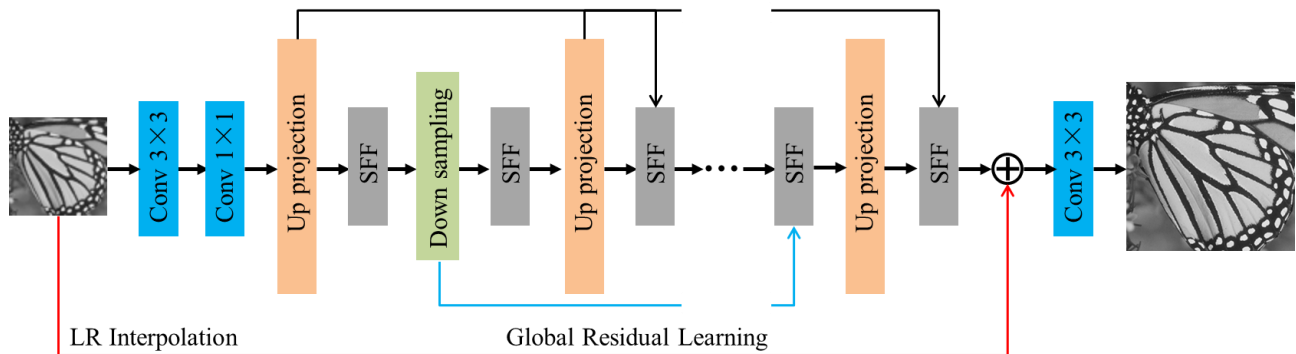 Conv 3×3
Conv 1×1
Up projection
SFF
Down sampling
SFF
Up projection
SFF
SFF
Up projection
SFF
Conv 3×3
LR Interpolation
Global Residual Learning